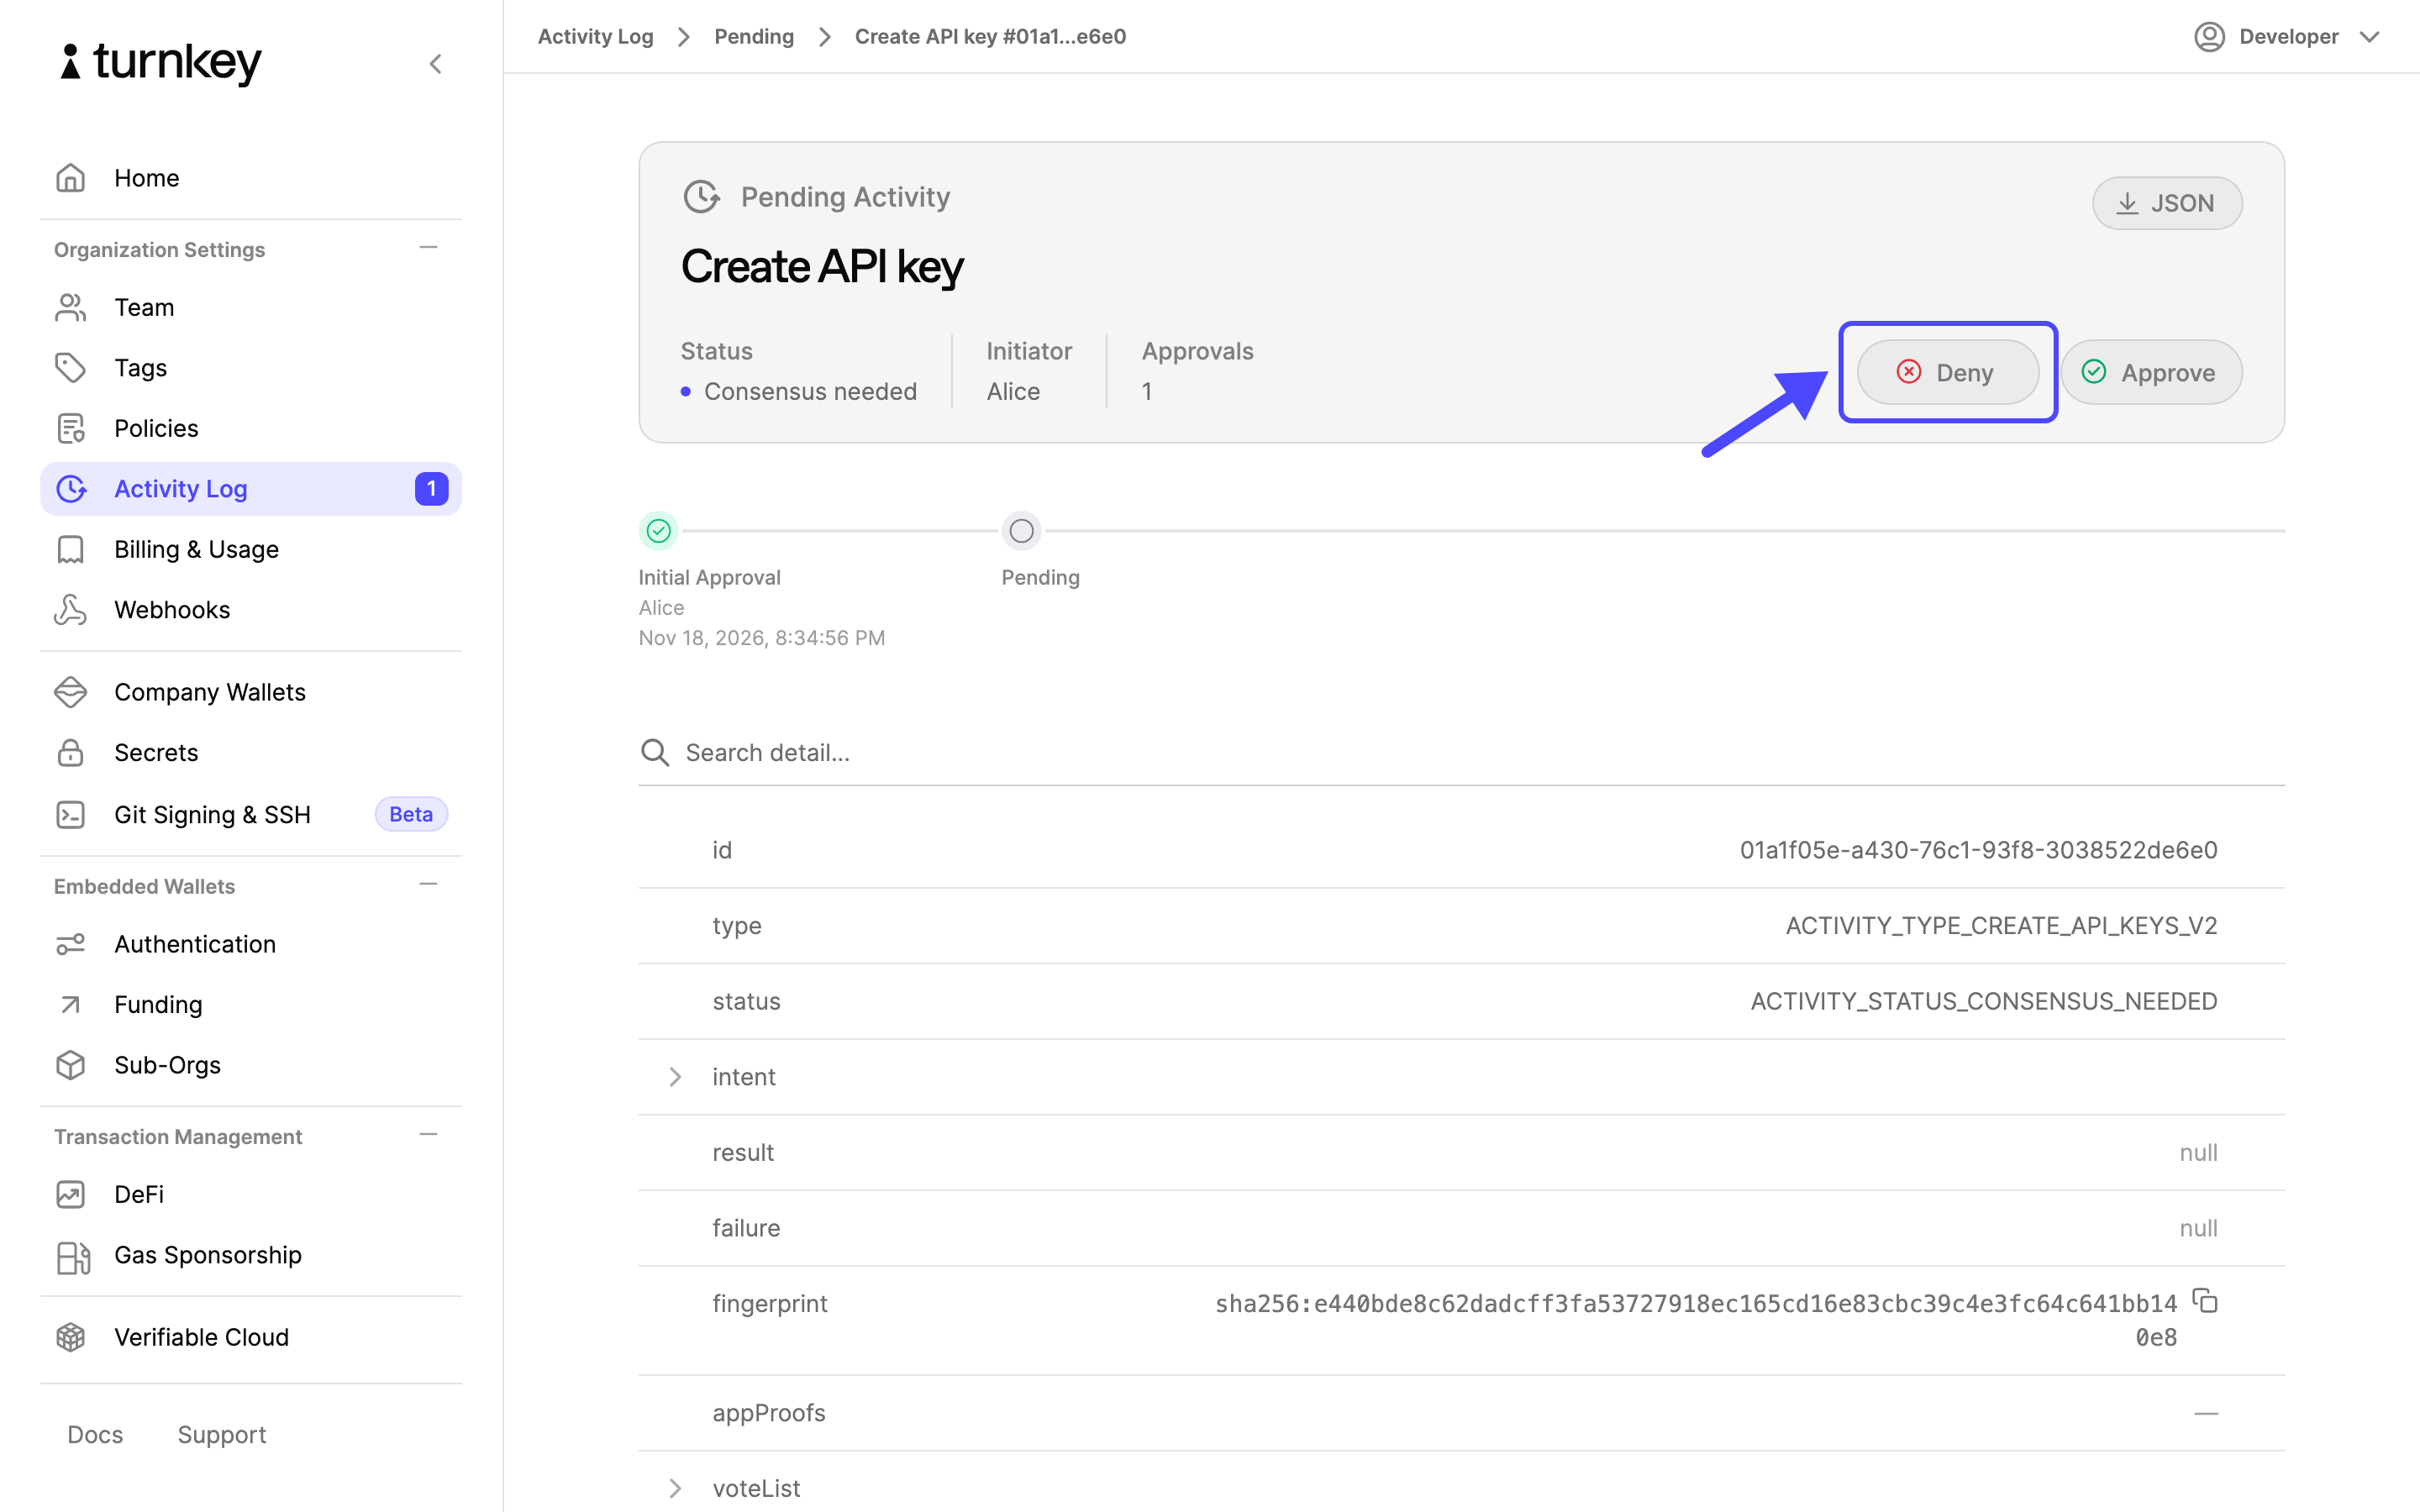 turnkey
Home
Organization Settings
Team
Tags
Policies
Activity Log 1
Billing & Usage
Webhooks
Company Wallets
Secrets
Git Signing & SSH Beta
Embedded Wallets
Authentication
Funding
Sub-Orgs
Transaction Management
DeFi
Gas Sponsorship
Verifiable Cloud
Docs Support
Activity Log Pending Create API key #01a1...e6e0
Developer
Pending Activity
JSON
Create API key
Status Initiator Approvals
Consensus needed Alice 1
Deny Approve
Initial Approval Pending
Alice
Nov 18, 2026, 8:34:56 PM
Search detail...
id 01a1f05e-a430-76c1-93f8-3038522de6e0
type ACTIVITY_TYPE_CREATE_API_KEYS_V2
status ACTIVITY_STATUS_CONSENSUS_NEEDED
intent
result null
failure null
fingerprint sha256:e440bde8c62dadcff3fa53727918ec165cd16e83cbc39c4e3fc64c641bb14
0e8
appProofs —
voteList